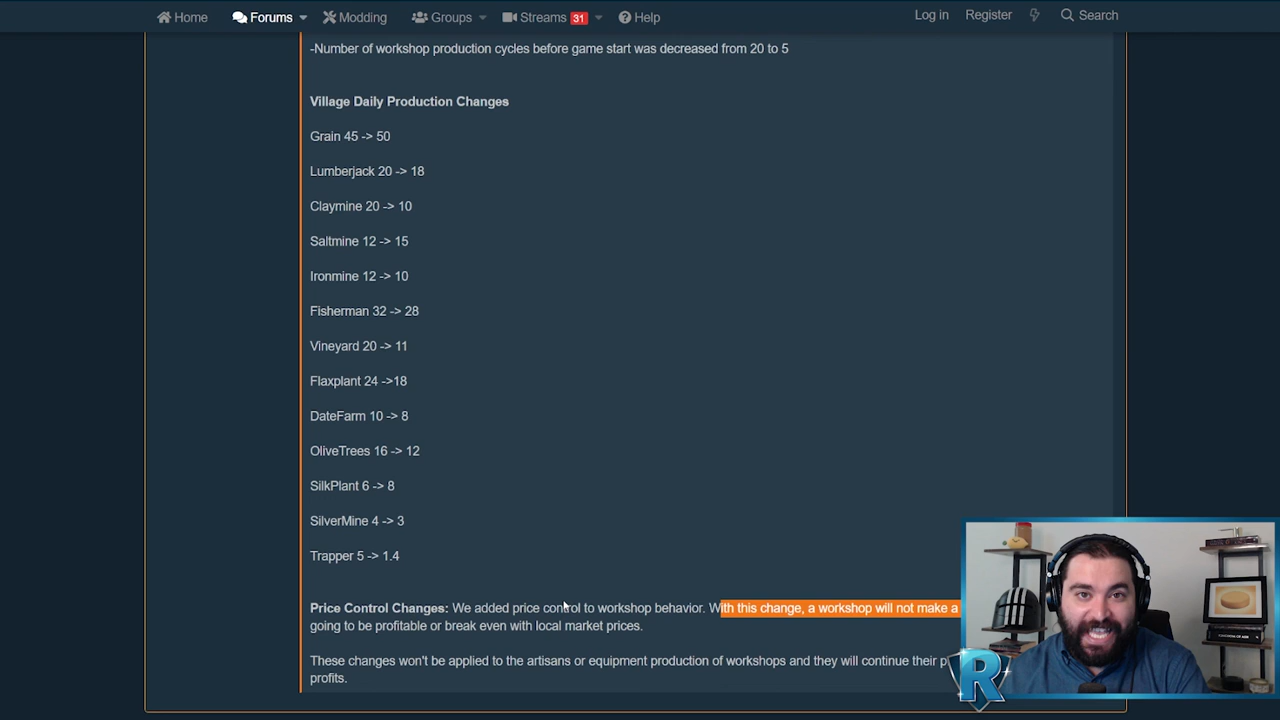 Home Forums Modding Groups Streams 31 Help Log in Register Search
-Number of workshop production cycles before game start was decreased from 20 to 5
Village Daily Production Changes
Grain 45 -> 50
Lumberjack 20 -> 18
Claymine 20 -> 10
Saltmine 12 -> 15
Ironmine 12 -> 10
Fisherman 32 -> 28
Vineyard 20 -> 11
Flaxplant 24 ->18
DateFarm 10 -> 8
OliveTrees 16 -> 12
SilkPlant 6 -> 8
SilverMine 4 -> 3
Trapper 5 -> 1.4
Price Control Changes: We added price control to workshop behavior. With this change, a workshop will not make a
going to be profitable or break even with local market prices.
These changes won't be applied to the artisans or equipment production of workshops and they will continue their p
profits.
R